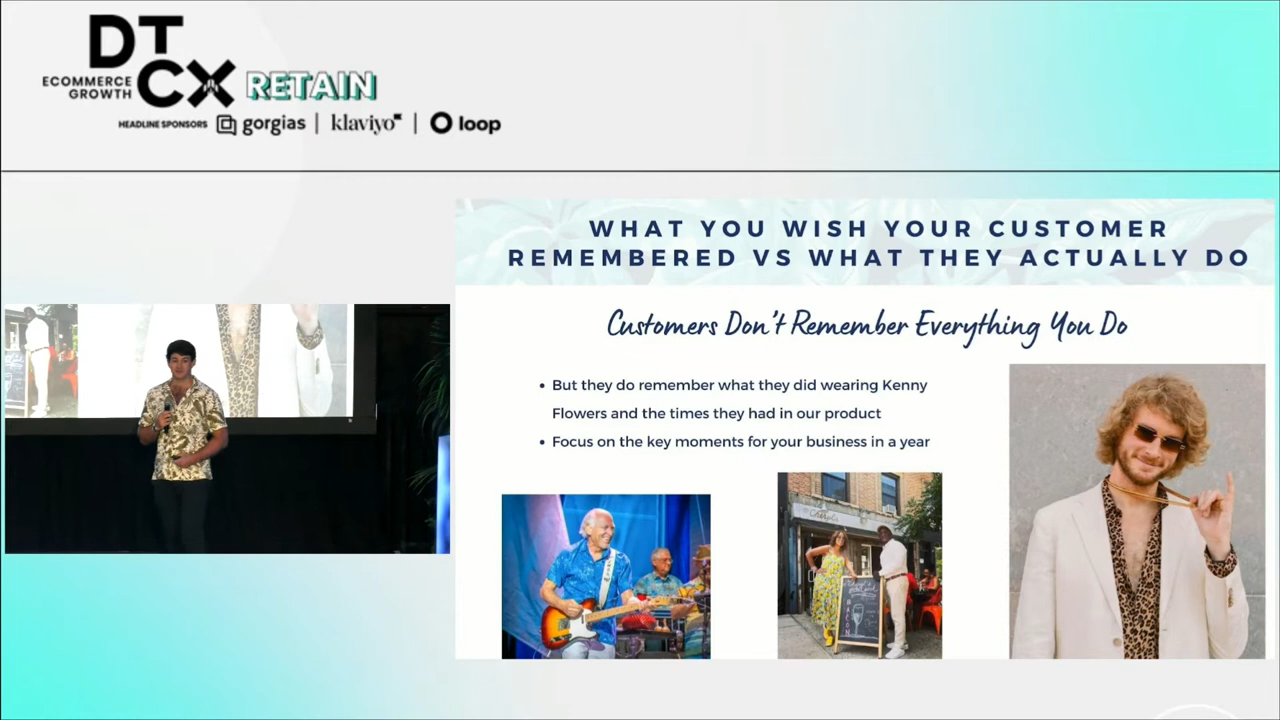 DT
CX
ECOMMERCE
GROWTH
RETAIN
HEADLINE SPONSORS gorgias | klaviyo | loop
WHAT YOU WISH YOUR CUSTOMER
REMEMBERED VS WHAT THEY ACTUALLY DO
Customers Don't Remember Everything You Do
• But they do remember what they did wearing Kenny
Flowers and the times they had in our product
• Focus on the key moments for your business in a year